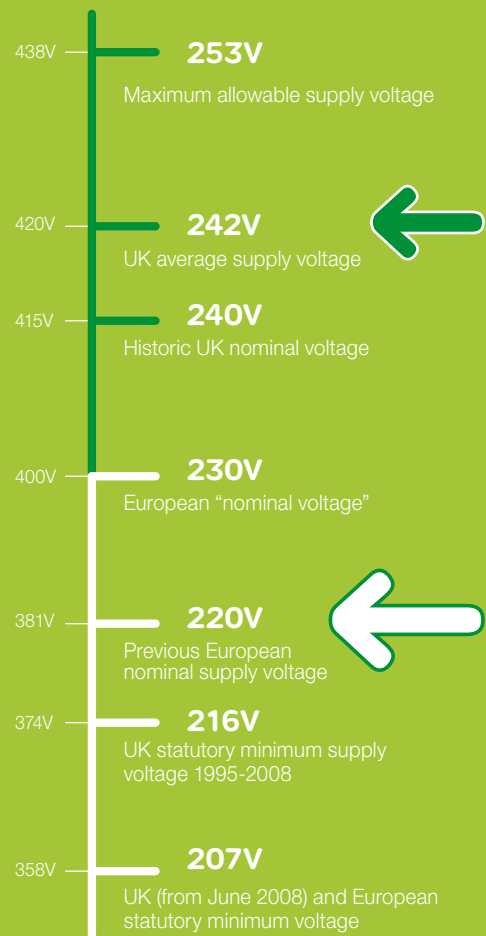 438V
253V
Maximum allowable supply voltage
420V
242V
UK average supply voltage
415V
240V
Historic UK nominal voltage
400V
230V
European “nominal voltage”
381V
220V
Previous European
nominal supply voltage
374V
216V
UK statutory minimum supply
voltage 1995-2008
358V
207V
UK (from June 2008) and European
statutory minimum voltage